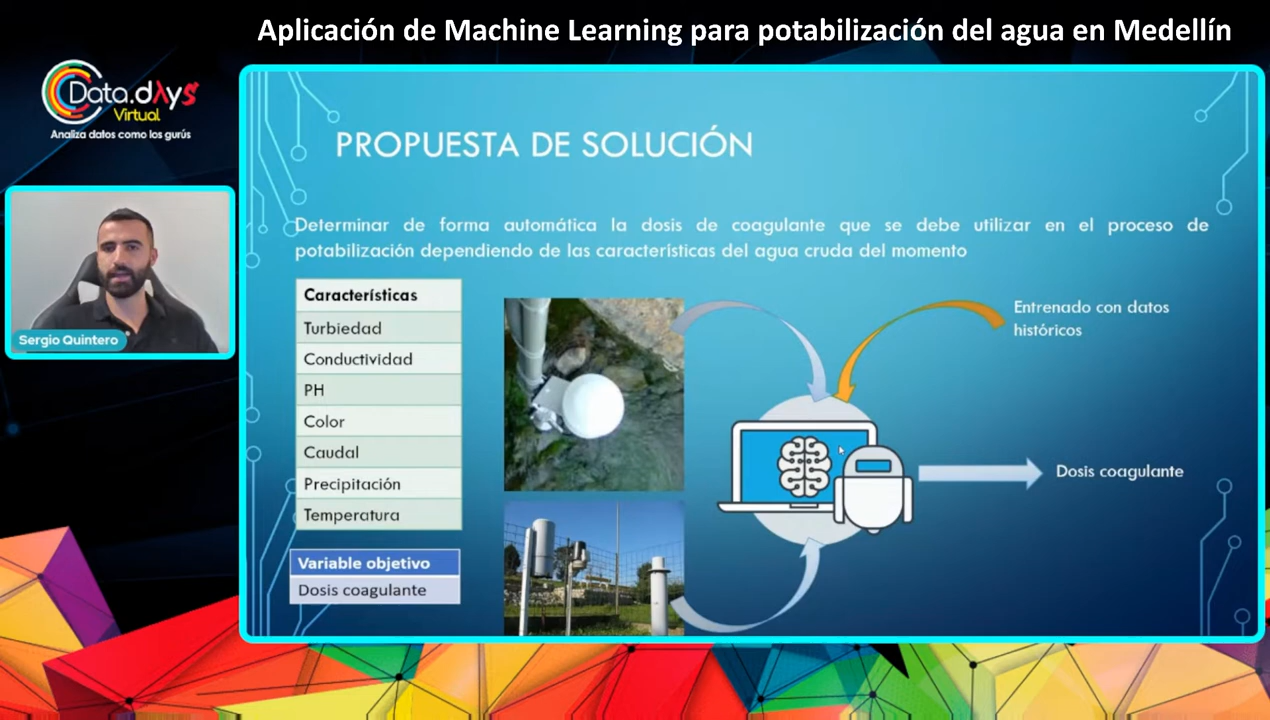 Aplicación de Machine Learning para potabilización del agua en Medellín
Data.dAys
Virtual
Analiza datos como los gurús
Sergio Quintero
PROPUESTA DE SOLUCIÓN
Determinar de forma automática la dosis de coagulante que se debe utilizar en el proceso de
potabilización dependiendo de las características del agua cruda del momento
Características
Turbiedad
Conductividad
PH
Color
Caudal
Precipitación
Temperatura
Variable objetivo
Dosis coagulante
Entrenado con datos
históricos
Dosis coagulante